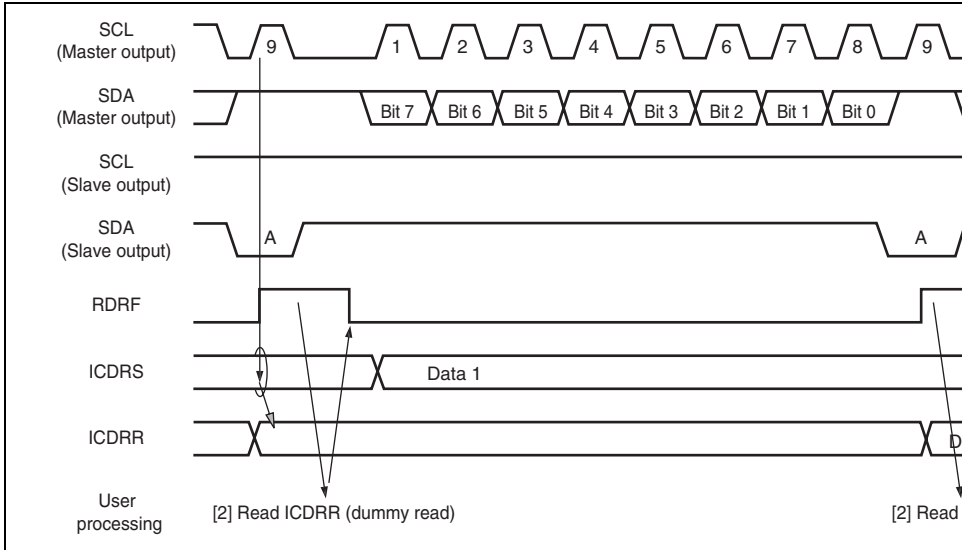 SCL
(Master output)
9 1 2 3 4 5 6 7 8 9
SDA
(Master output)
Bit 7 Bit 6 Bit 5 Bit 4 Bit 3 Bit 2 Bit 1 Bit 0
SCL
(Slave output)
SDA
(Slave output)
A A
RDRF
ICDRS
Data 1
ICDRR
User
processing
[2] Read ICDRR (dummy read) [2] Read